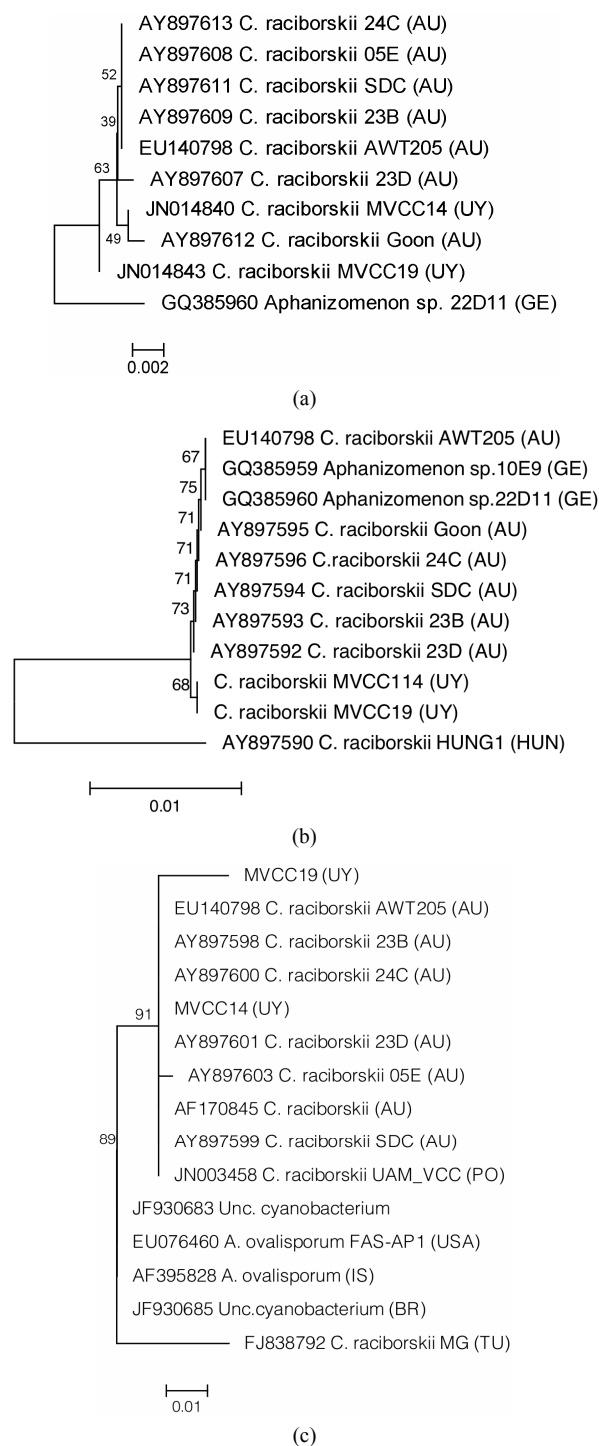 AY897613 C. raciborskii 24C (AU)
AY897608 C. raciborskii 05E (AU)
52
AY897611 C. raciborskii SDC (AU)
39
AY897609 C. raciborskii 23B (AU)
EU140798 C. raciborskii AWT205 (AU)
63
AY897607 C. raciborskii 23D (AU)
JN014840 C. raciborskii MVCC14 (UY)
49
AY897612 C. raciborskii Goon (AU)
JN014843 C. raciborskii MVCC19 (UY)
GQ385960 Aphanizomenon sp. 22D11 (GE)
0.002
(a)
EU140798 C. raciborskii AWT205 (AU)
67
GQ385959 Aphanizomenon sp.10E9 (GE)
75
GQ385960 Aphanizomenon sp.22D11 (GE)
71
AY897595 C. raciborskii Goon (AU)
71
AY897596 C.raciborskii 24C (AU)
71
AY897594 C. raciborskii SDC (AU)
73
AY897593 C. raciborskii 23B (AU)
AY897592 C. raciborskii 23D (AU)
68
C. raciborskii MVCC114 (UY)
C. raciborskii MVCC19 (UY)
AY897590 C. raciborskii HUNG1 (HUN)
0.01
(b)
MVCC19 (UY)
EU140798 C. raciborskii AWT205 (AU)
AY897598 C. raciborskii 23B (AU)
AY897600 C. raciborskii 24C (AU)
91
MVCC14 (UY)
AY897601 C. raciborskii 23D (AU)
AY897603 C. raciborskii 05E (AU)
AF170845 C. raciborskii (AU)
89
AY897599 C. raciborskii SDC (AU)
JN003458 C. raciborskii UAM_VCC (PO)
JF930683 Unc. cyanobacterium
EU076460 A. ovalisporum FAS-AP1 (USA)
AF395828 A. ovalisporum (IS)
JF930685 Unc.cyanobacterium (BR)
FJ838792 C. raciborskii MG (TU)
0.01
(c)